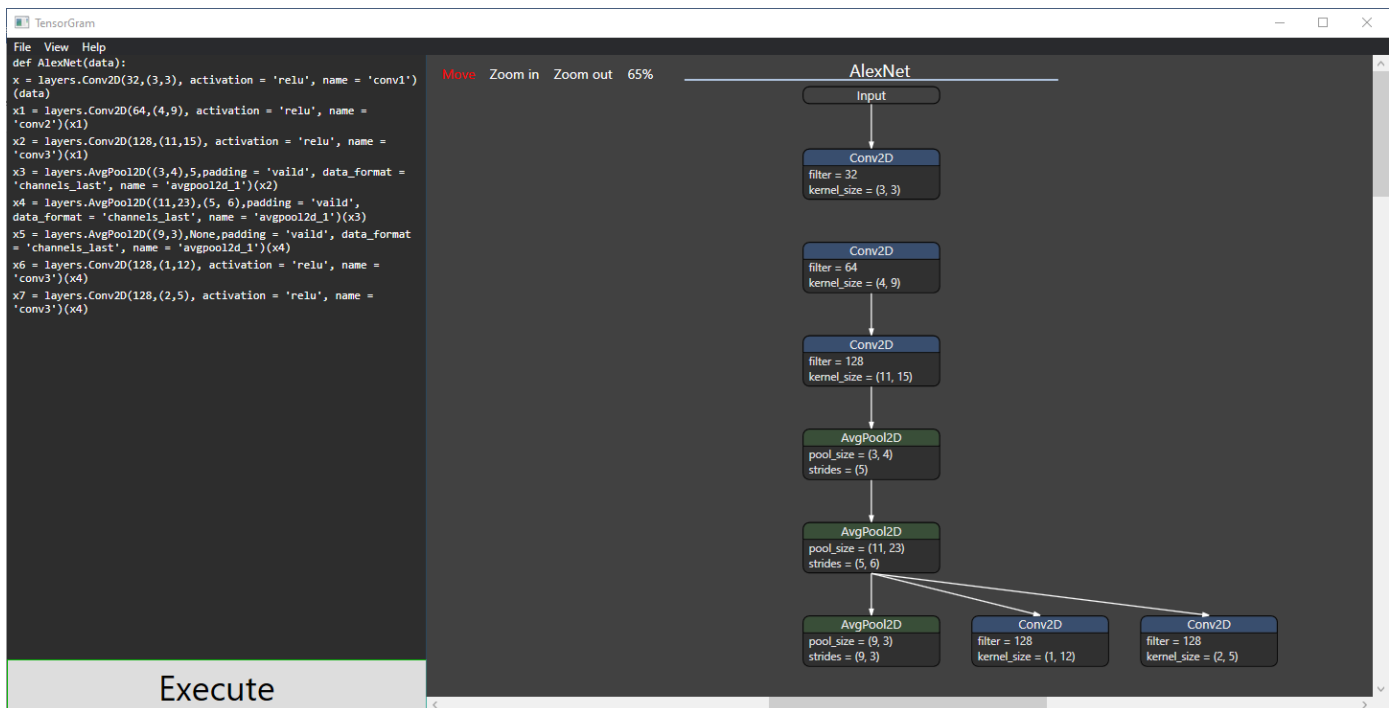 TensorGram
File View Help
def AlexNet(data):
x = layers.Conv2D(32,(3,3), activation = 'relu', name = 'conv1')
(data)
x1 = layers.Conv2D(64,(4,9), activation = 'relu', name =
'conv2')(x1)
x2 = layers.Conv2D(128,(11,15), activation = 'relu', name =
'conv3')(x1)
x3 = layers.AvgPool2D((3,4),5,padding = 'vaild', data_format =
'channels_last', name = 'avgpool2d_1')(x2)
x4 = layers.AvgPool2D((11,23),(5, 6),padding = 'vaild',
data_format = 'channels_last', name = 'avgpool2d_1')(x3)
x5 = layers.AvgPool2D((9,3),None,padding = 'vaild', data_format
= 'channels_last', name = 'avgpool2d_1')(x4)
x6 = layers.Conv2D(128,(1,12), activation = 'relu', name =
'conv3')(x4)
x7 = layers.Conv2D(128,(2,5), activation = 'relu', name =
'conv3')(x4)
Execute
Move Zoom in Zoom out 65%
AlexNet
Input
Conv2D
filter = 32
kernel_size = (3, 3)
Conv2D
filter = 64
kernel_size = (4, 9)
Conv2D
filter = 128
kernel_size = (11, 15)
AvgPool2D
pool_size = (3, 4)
strides = (5)
AvgPool2D
pool_size = (11, 23)
strides = (5, 6)
AvgPool2D
pool_size = (9, 3)
strides = (9, 3)
Conv2D
filter = 128
kernel_size = (1, 12)
Conv2D
filter = 128
kernel_size = (2, 5)